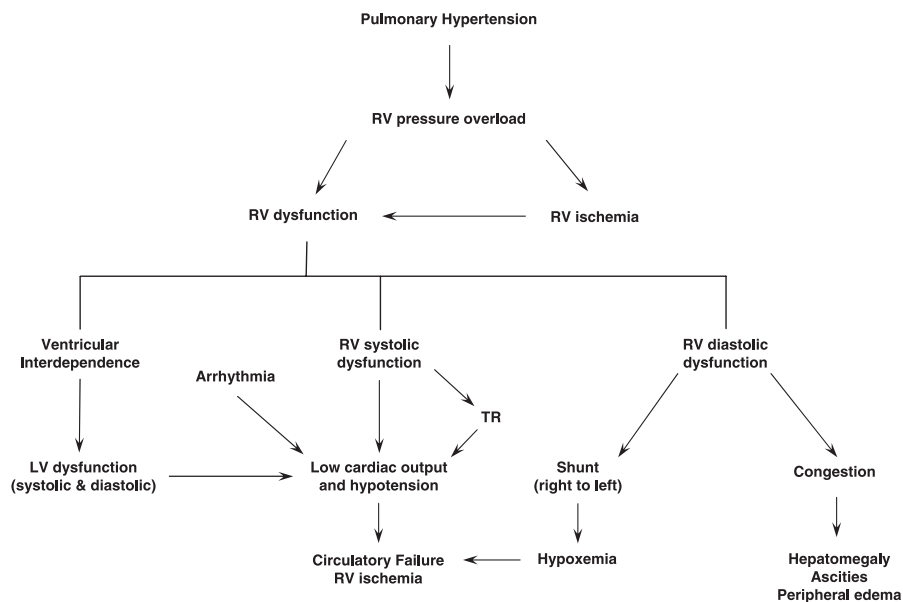 Pulmonary Hypertension
RV pressure overload
RV dysfunction
RV ischemia
Ventricular
Interdependence
RV systolic
dysfunction
RV diastolic
dysfunction
Arrhythmia
TR
LV dysfunction
(systolic & diastolic)
Low cardiac output
and hypotension
Shunt
(right to left)
Congestion
Circulatory Failure
RV ischemia
Hypoxemia
Hepatomegaly
Ascities
Peripheral edema